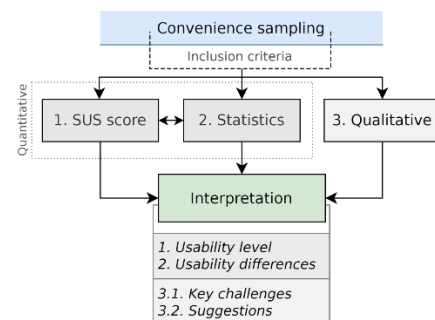 Convenience sampling
Inclusion criteria
Quantitative
1. SUS score
2. Statistics
3. Qualitative
Interpretation
1. Usability level
2. Usability differences
3.1. Key challenges
3.2. Suggestions